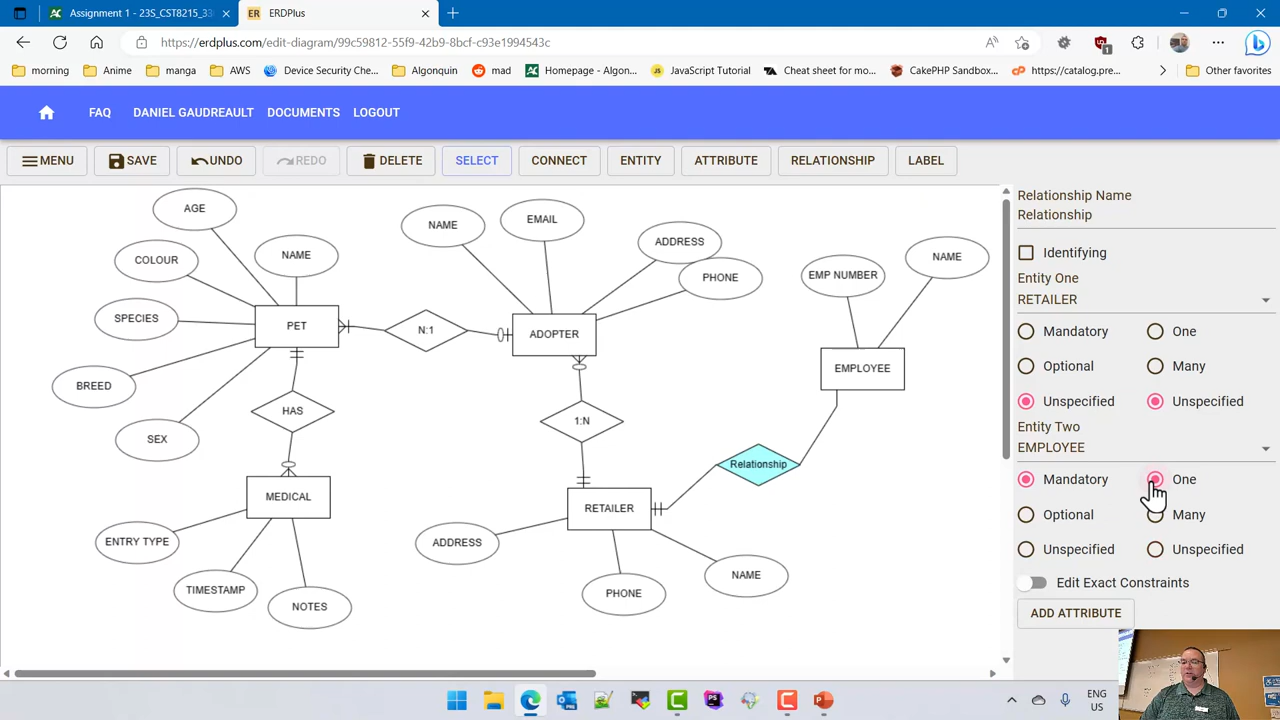 Assignment 1 - 23S_CST8215_33
ERDPlus
https://erdplus.com/edit-diagram/99c59812-55f9-42b9-8bcf-c93e1994543c
morning
Anime
manga
AWS
Device Security Che...
Algonquin
mad
Homepage - Algon...
JavaScript Tutorial
Cheat sheet for mo...
CakePHP Sandbox...
https://catalog.pre...
Other favorites
FAQ
DANIEL GAUDREAULT
DOCUMENTS
LOGOUT
MENU
SAVE
UNDO
REDO
DELETE
SELECT
CONNECT
ENTITY
ATTRIBUTE
RELATIONSHIP
LABEL
AGE
COLOUR
NAME
SPECIES
PET
BREED
SEX
HAS
MEDICAL
ENTRY TYPE
TIMESTAMP
NOTES
N:1
NAME
EMAIL
ADDRESS
PHONE
ADOPTER
1:N
RETAILER
ADDRESS
PHONE
NAME
Relationship
EMP NUMBER
NAME
EMPLOYEE
Relationship Name
Relationship
Identifying
Entity One
RETAILER
Mandatory
One
Optional
Many
Unspecified
Unspecified
Entity Two
EMPLOYEE
Mandatory
One
Optional
Many
Unspecified
Unspecified
Edit Exact Constraints
ADD ATTRIBUTE
ENG
US